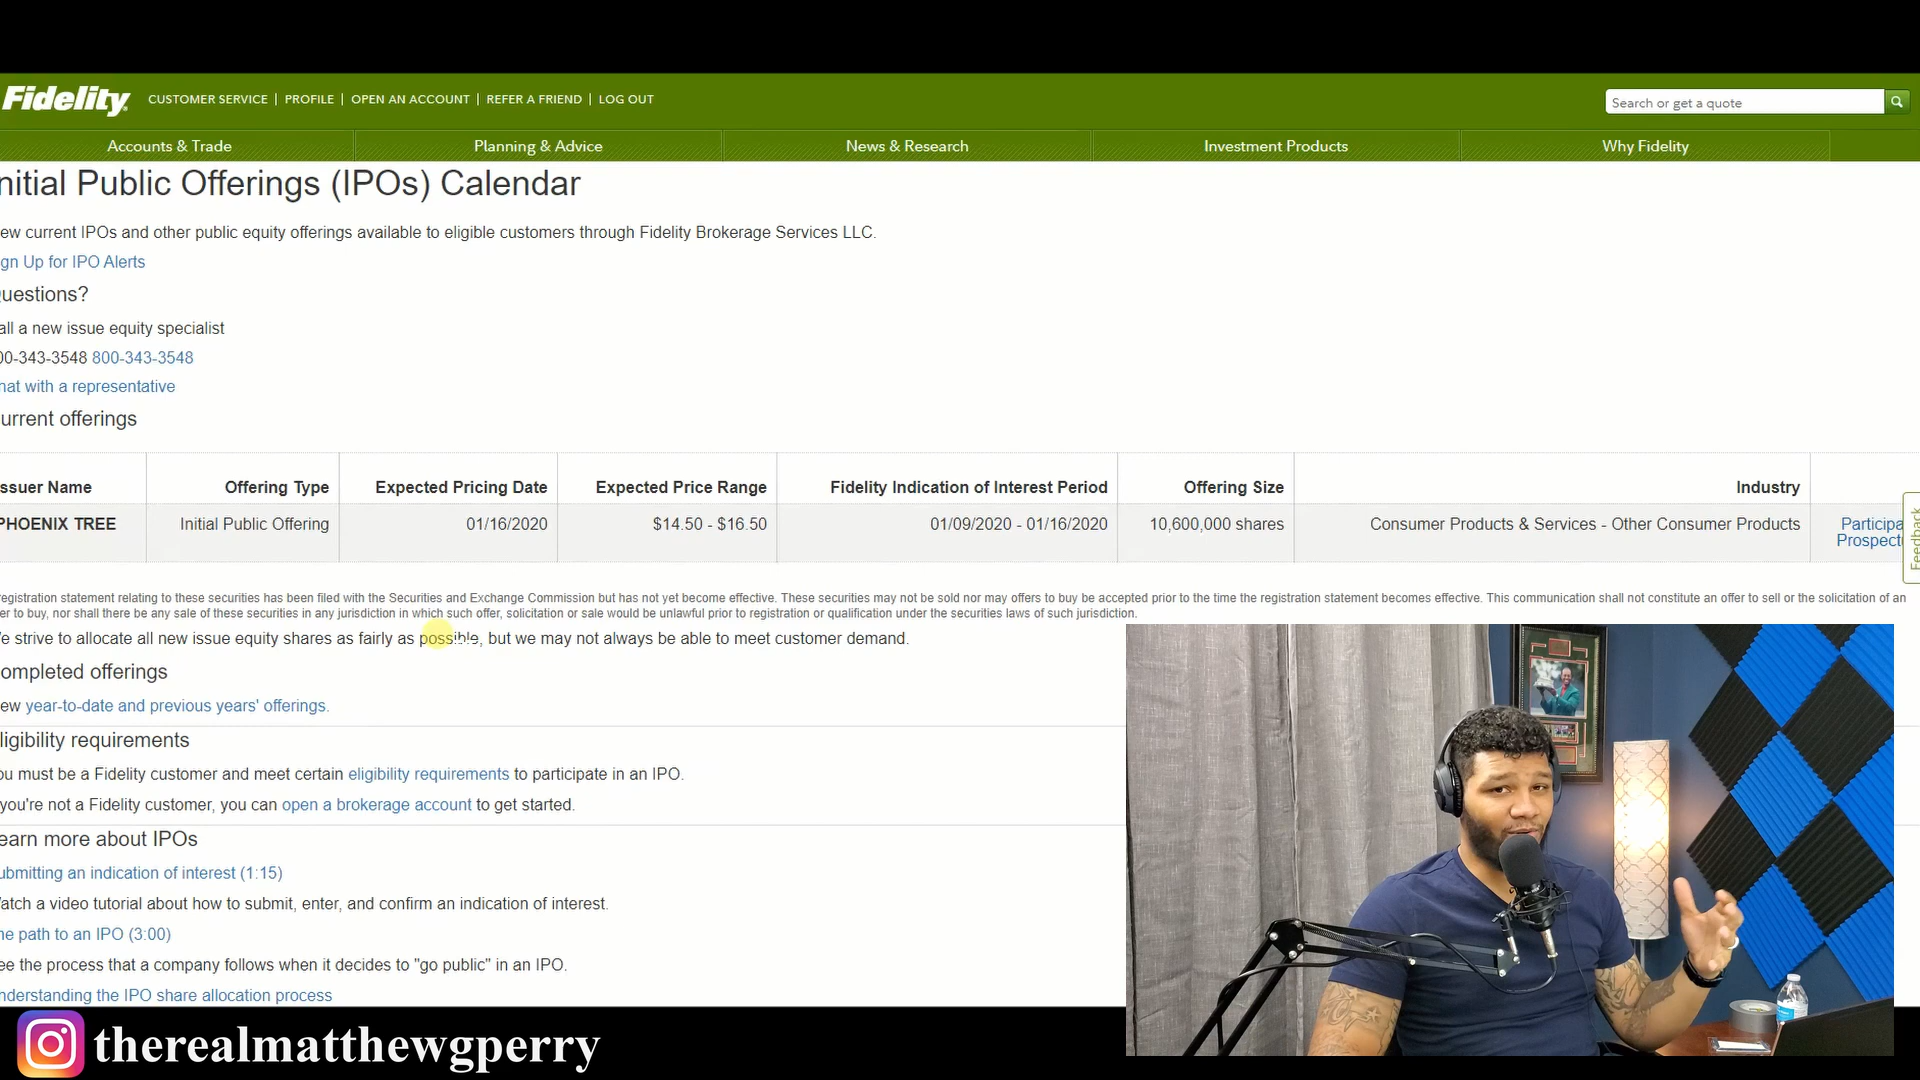 Fidelity
CUSTOMER SERVICE | PROFILE | OPEN AN ACCOUNT | REFER A FRIEND | LOG OUT
Search or get a quote
Accounts & Trade Planning & Advice News & Research Investment Products Why Fidelity
nitial Public Offerings (IPOs) Calendar
ew current IPOs and other public equity offerings available to eligible customers through Fidelity Brokerage Services LLC.
gn Up for IPO Alerts
uestions?
all a new issue equity specialist
00-343-3548 800-343-3548
hat with a representative
urrent offerings
ssuer Name Offering Type Expected Pricing Date Expected Price Range Fidelity Indication of Interest Period Offering Size Industry
PHOENIX TREE Initial Public Offering 01/16/2020 $14.50 - $16.50 01/09/2020 - 01/16/2020 10,600,000 shares Consumer Products & Services - Other Consumer Products Participa
Prospect
Feedback
egistration statement relating to these securities has been filed with the Securities and Exchange Commission but has not yet become effective. These securities may not be sold nor may offers to buy be accepted prior to the time the registration statement becomes effective. This communication shall not constitute an offer to sell or the solicitation of an
er to buy, nor shall there be any sale of these securities in any jurisdiction in which such offer, solicitation or sale would be unlawful prior to registration or qualification under the securities laws of such jurisdiction.
e strive to allocate all new issue equity shares as fairly as possible, but we may not always be able to meet customer demand.
ompleted offerings
ew year-to-date and previous years' offerings.
ligibility requirements
ou must be a Fidelity customer and meet certain eligibility requirements to participate in an IPO.
you're not a Fidelity customer, you can open a brokerage account to get started.
earn more about IPOs
ubmitting an indication of interest (1:15)
atch a video tutorial about how to submit, enter, and confirm an indication of interest.
he path to an IPO (3:00)
ee the process that a company follows when it decides to "go public" in an IPO.
nderstanding the IPO share allocation process
therealmatthewgperry